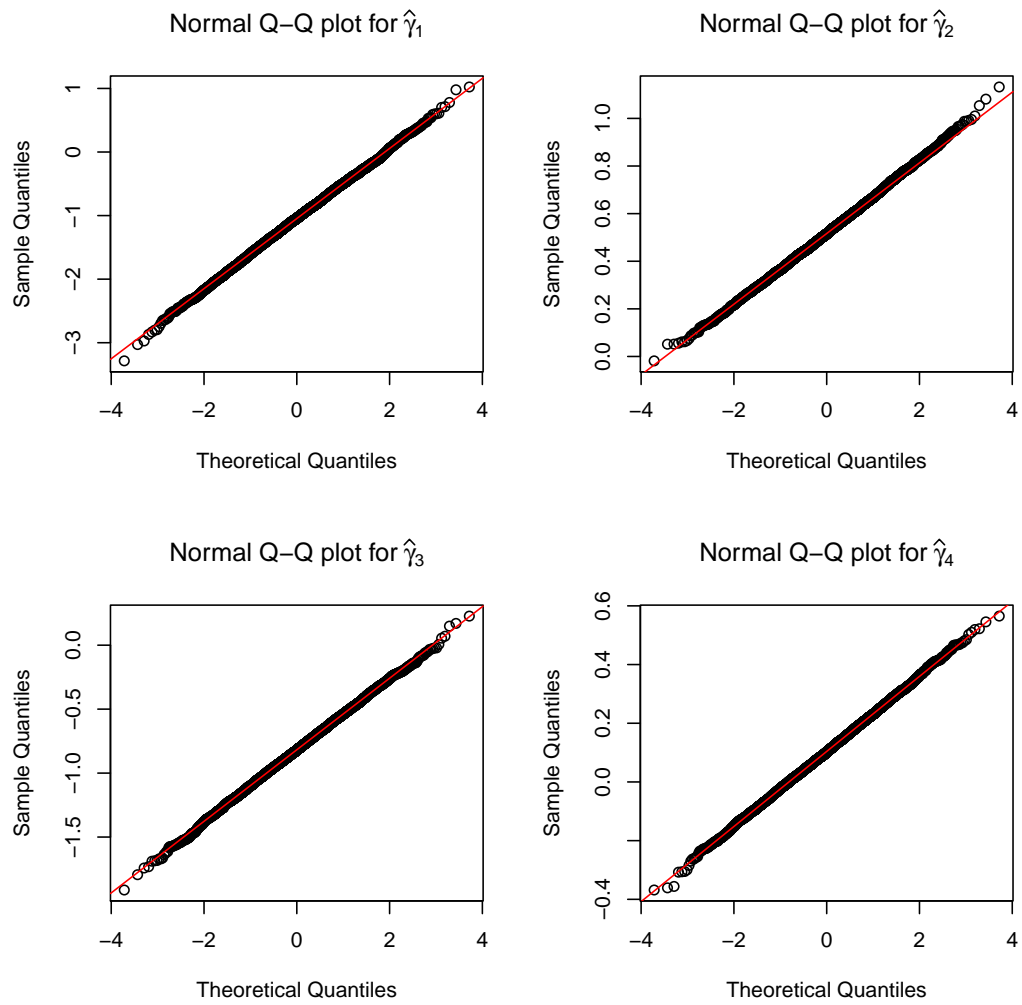 Normal Q−Q plot for γ̂1
Normal Q−Q plot for γ̂2
Sample Quantiles
1
0
−1
−2
−3
−4 −2 0 2 4
Theoretical Quantiles
Sample Quantiles
1.0
0.8
0.6
0.4
0.2
0.0
−4 −2 0 2 4
Theoretical Quantiles
Normal Q−Q plot for γ̂3
Normal Q−Q plot for γ̂4
Sample Quantiles
0.0
−0.5
−1.0
−1.5
−4 −2 0 2 4
Theoretical Quantiles
Sample Quantiles
0.6
0.4
0.2
0.0
−0.4
−4 −2 0 2 4
Theoretical Quantiles